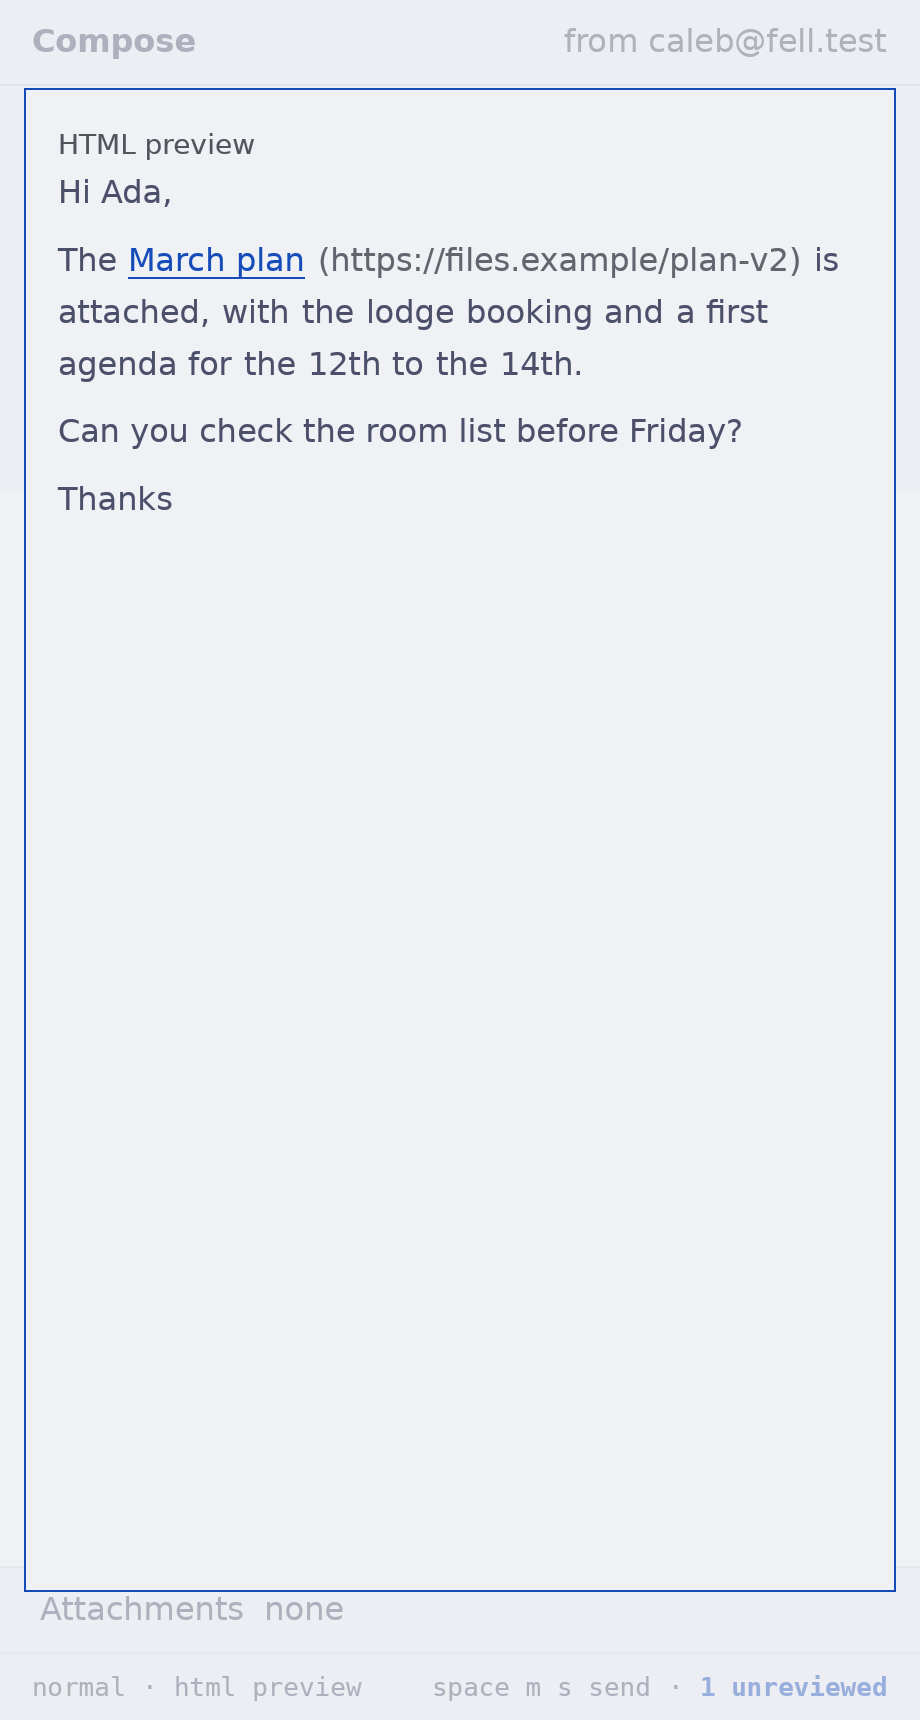 Compose from caleb@fell.test
HTML preview
Hi Ada,
The March plan (https://files.example/plan-v2) is
attached, with the lodge booking and a first
agenda for the 12th to the 14th.
Can you check the room list before Friday?
Thanks
Attachments none
normal · html preview space m s send · 1 unreviewed